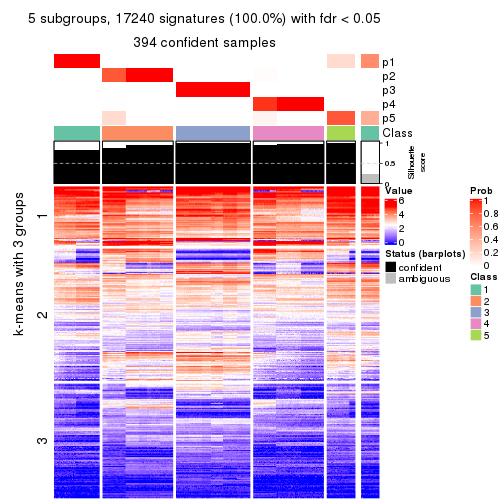 5 subgroups, 17240 signatures (100.0%) with fdr < 0.05
394 confident samples
p1
p2
p3
p4
p5
Class
1
0.5
0
Silhouette
score
k-means with 3 groups
1
2
3
Value
6
4
2
0
Status (barplots)
confident
ambiguous
Prob
1
0.8
0.6
0.4
0.2
0
Class
1
2
3
4
5